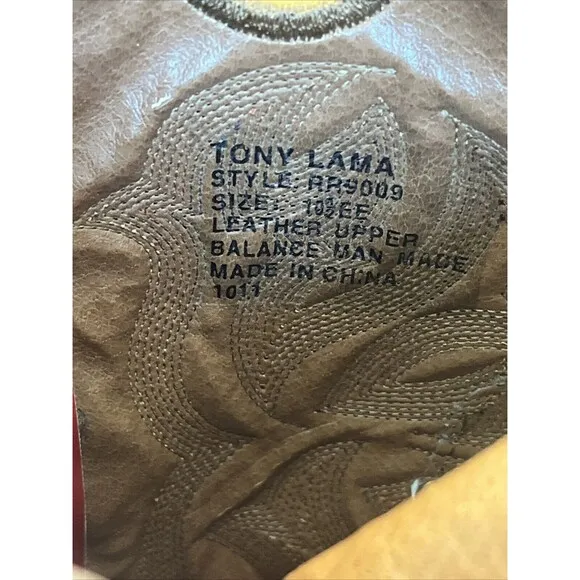 TONY LAMA
STYLE: RR9009
SIZE: 10½EE
LEATHER UPPER
BALANCE MAN MADE
MADE IN CHINA
1011